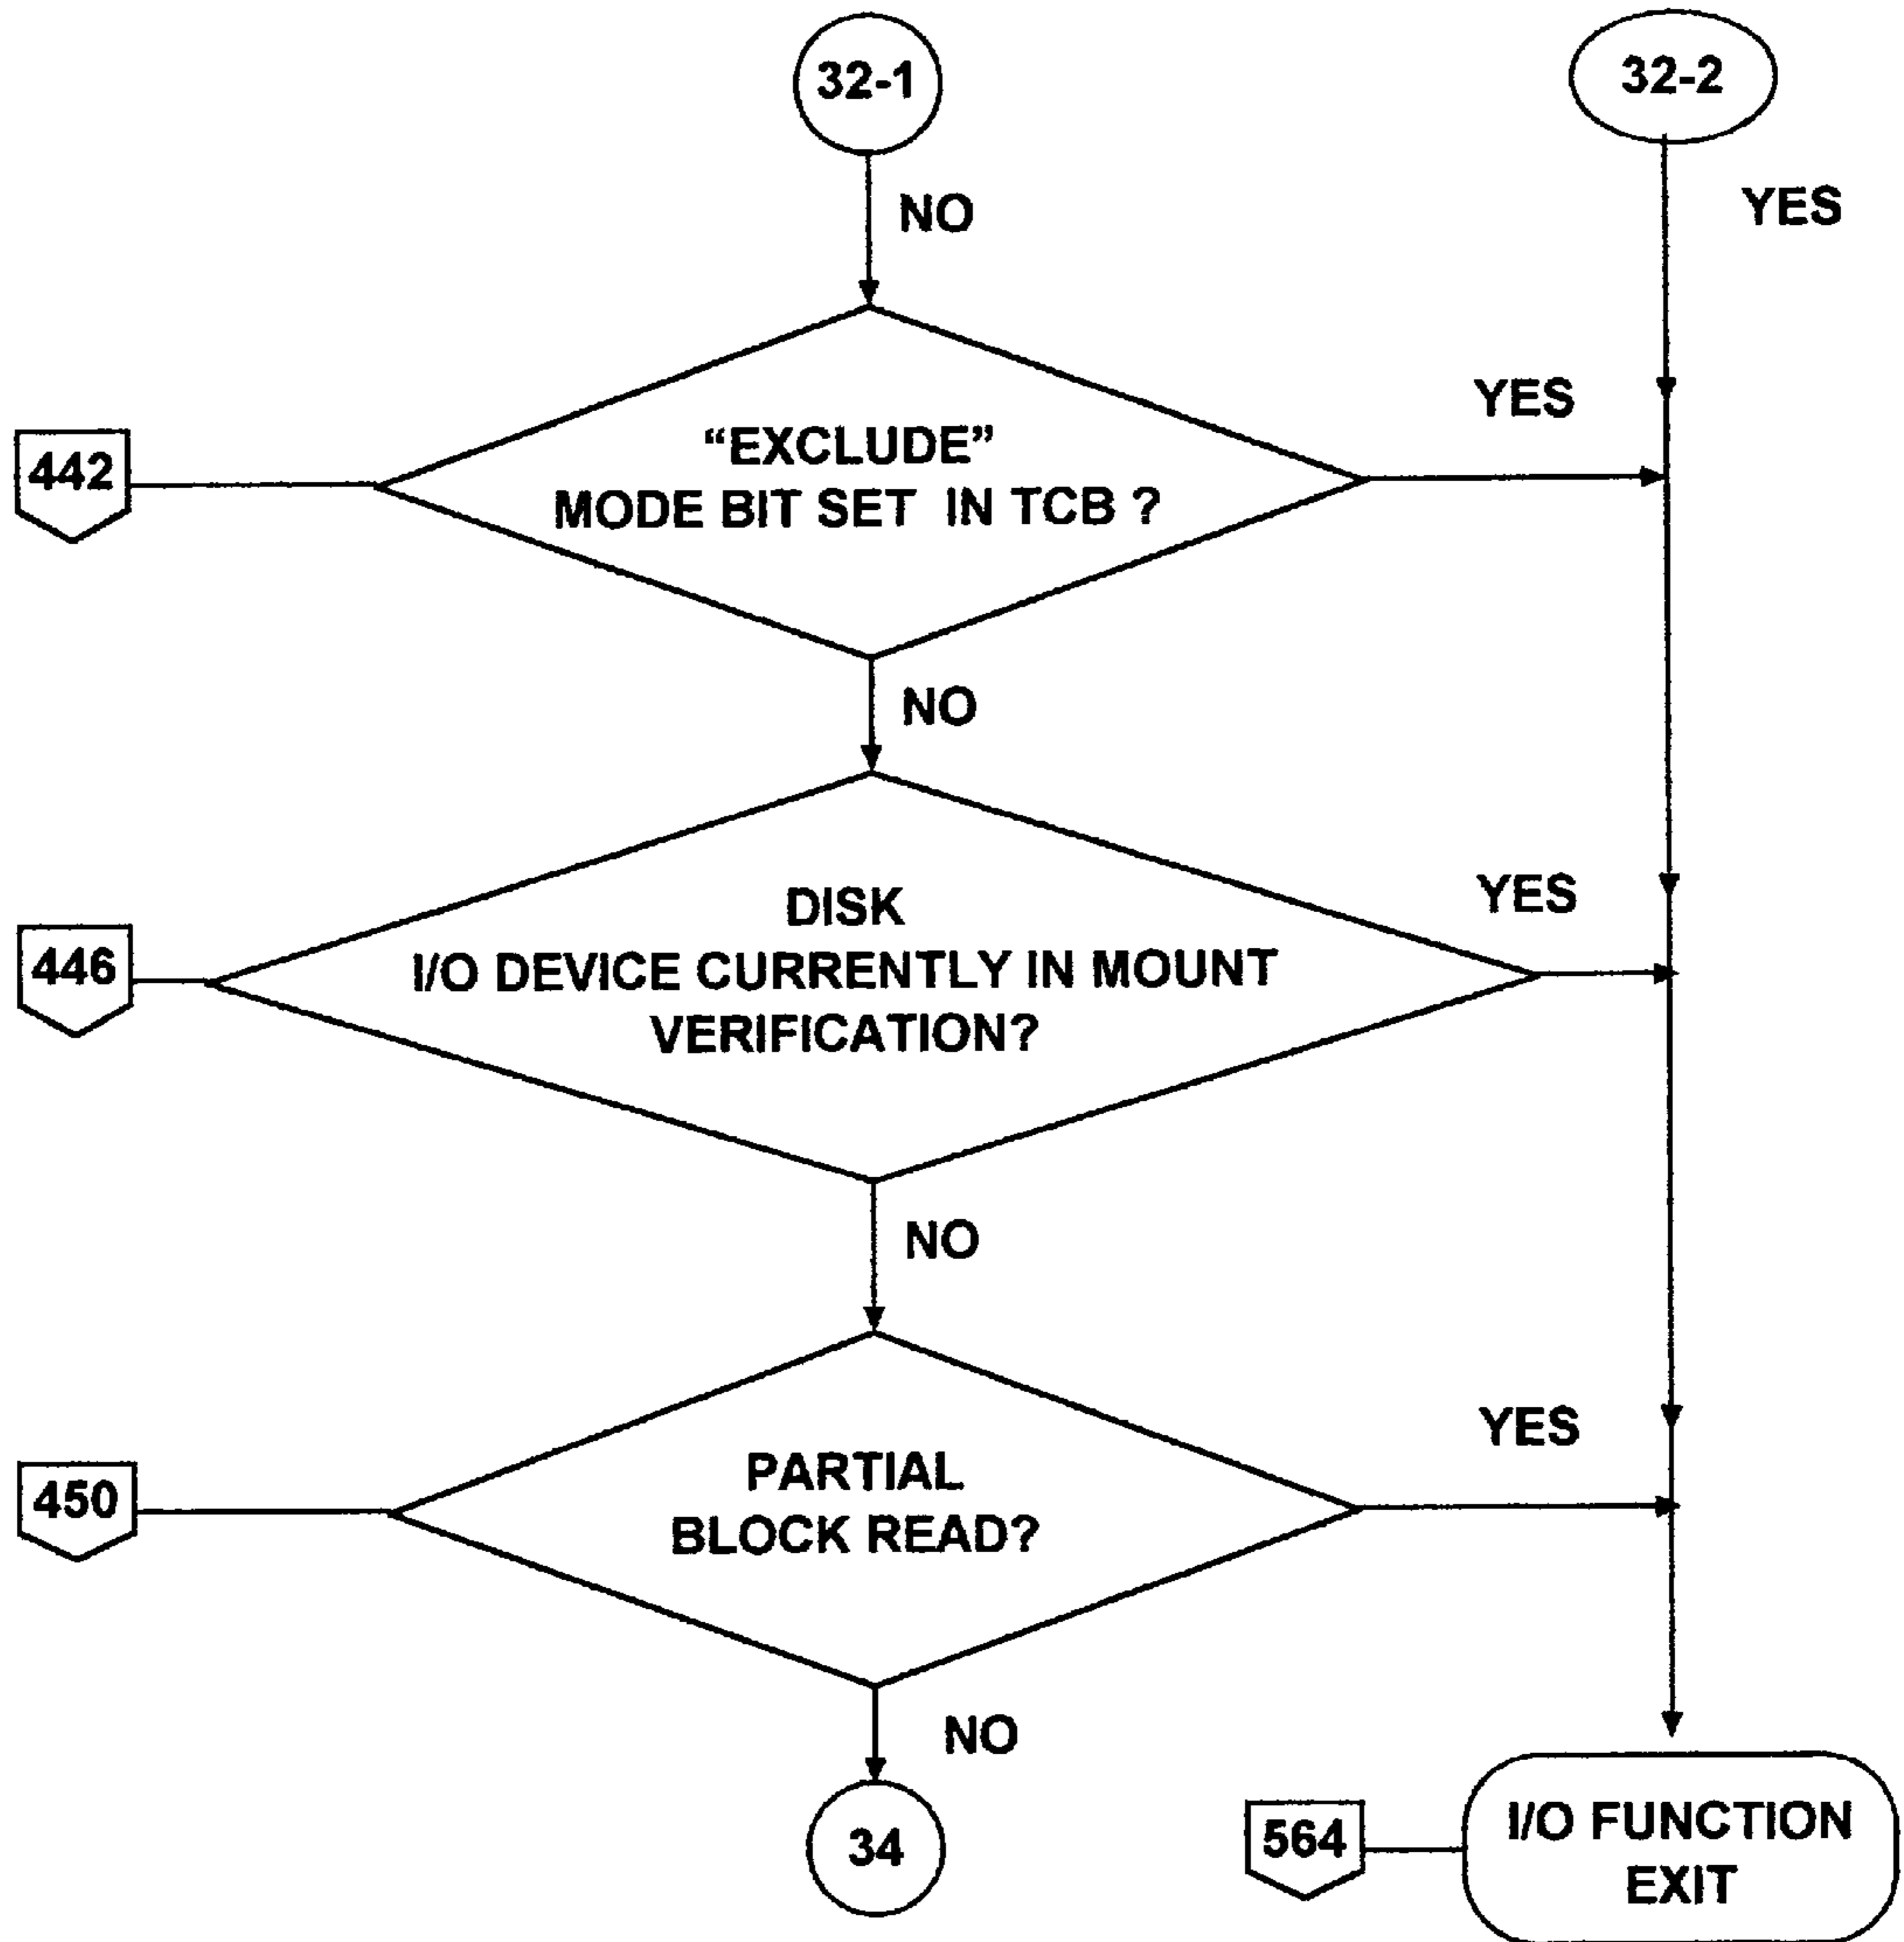 32-1
32-2
NO
YES
YES
442
“EXCLUDE”
MODE BIT SET IN TCB ?
NO
YES
446
DISK
I/O DEVICE CURRENTLY IN MOUNT
VERIFICATION?
NO
YES
450
PARTIAL
BLOCK READ?
NO
34
564
I/O FUNCTION
EXIT